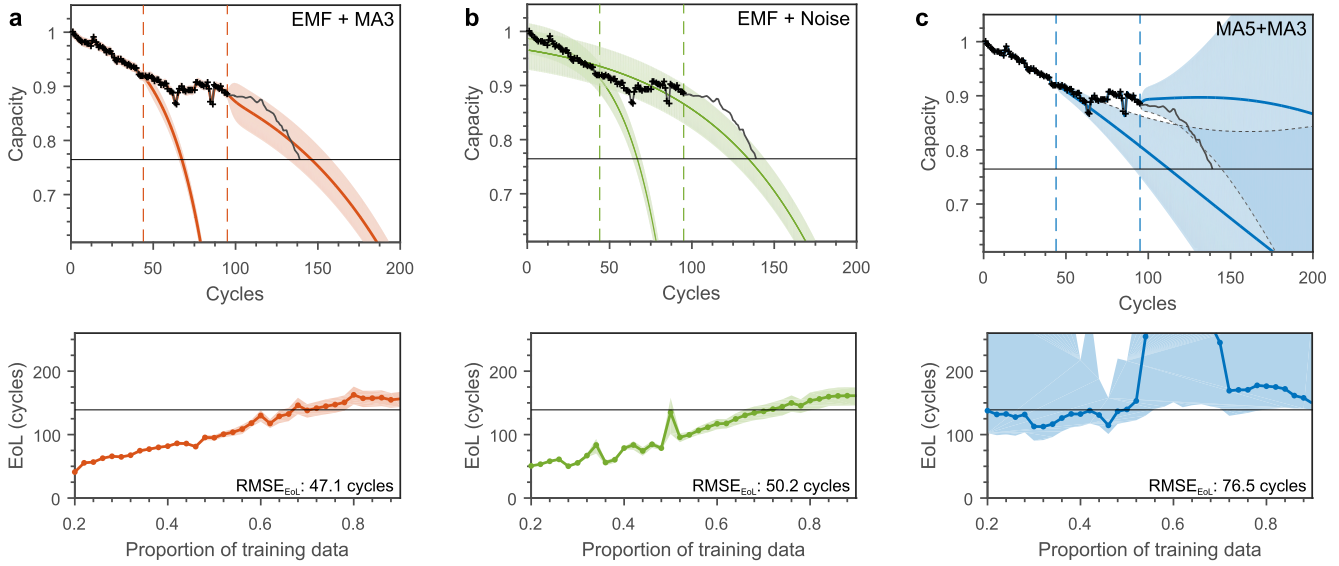 a
EMF + MA3
1
0.9
0.8
0.7
Capacity
0
50
100
150
200
Cycles
b
EMF + Noise
1
0.9
0.8
0.7
Capacity
0
50
100
150
200
Cycles
c
MA5+MA3
1
0.9
0.8
0.7
Capacity
0
50
100
150
200
Cycles
200
100
0
EoL (cycles)
RMSE_EoL: 47.1 cycles
0.2
0.4
0.6
0.8
Proportion of training data
200
100
0
EoL (cycles)
RMSE_EoL: 50.2 cycles
0.2
0.4
0.6
0.8
Proportion of training data
200
100
0
EoL (cycles)
RMSE_EoL: 76.5 cycles
0.2
0.4
0.6
0.8
Proportion of training data